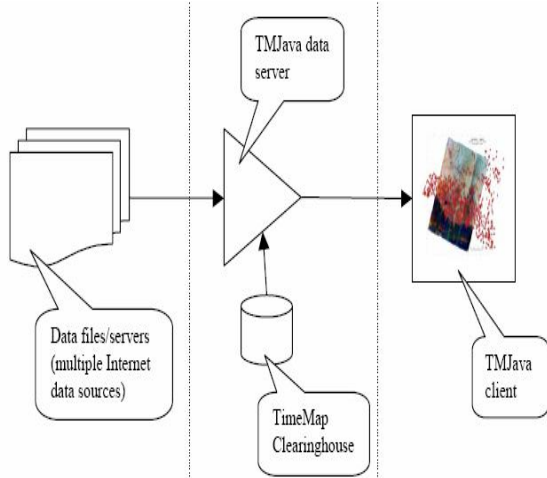 TMJava data
server
Data files/servers
(multiple Internet
data sources)
TimeMap
Clearinghouse
TMJava
client